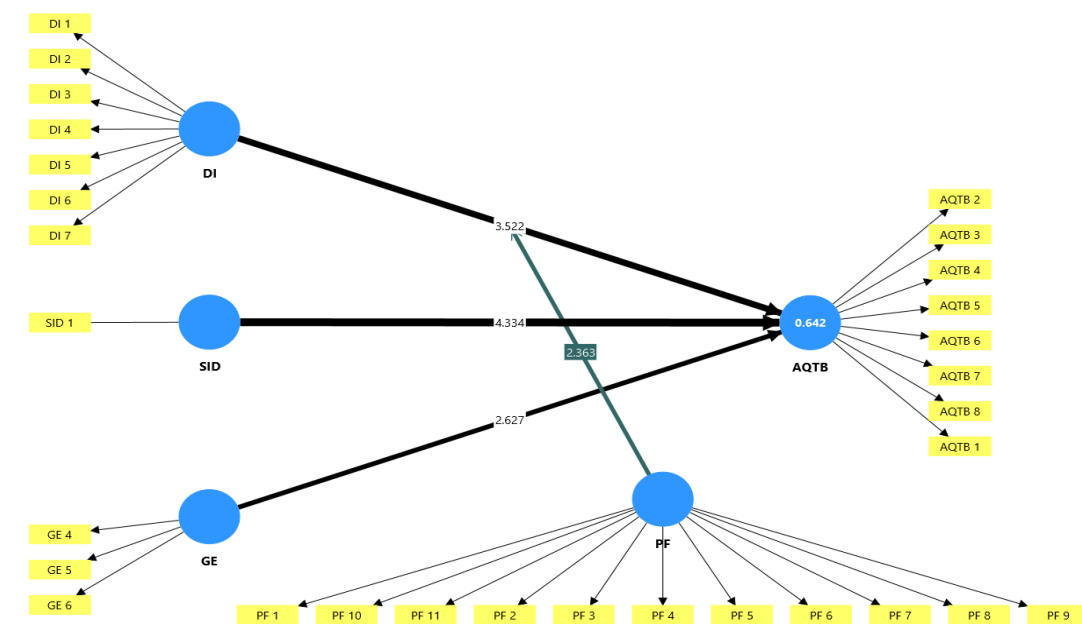 DI 1
DI 2
DI 3
DI 4
DI 5
DI 6
DI 7
DI
3.522
AQTB 2
AQTB 3
AQTB 4
AQTB 5
AQTB 6
AQTB 7
AQTB 8
AQTB 1
SID 1
SID
4.334
0.642
AQTB
2.363
2.627
GE 4
GE 5
GE 6
GE
PF
PF 1
PF 10
PF 11
PF 2
PF 3
PF 4
PF 5
PF 6
PF 7
PF 8
PF 9